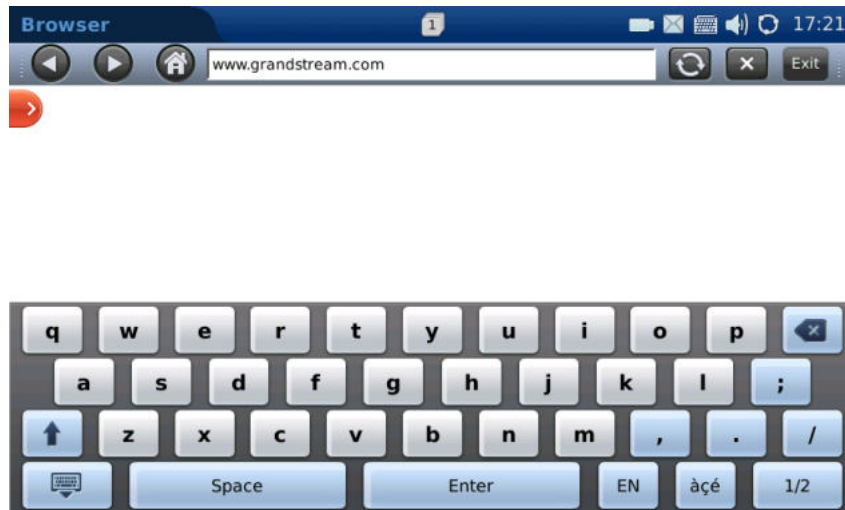 Browser 1 17:21
www.grandstream.com Exit
q w e r t y u i o p
a s d f g h j k l ;
z x c v b n m , . /
Space Enter EN àçé 1/2